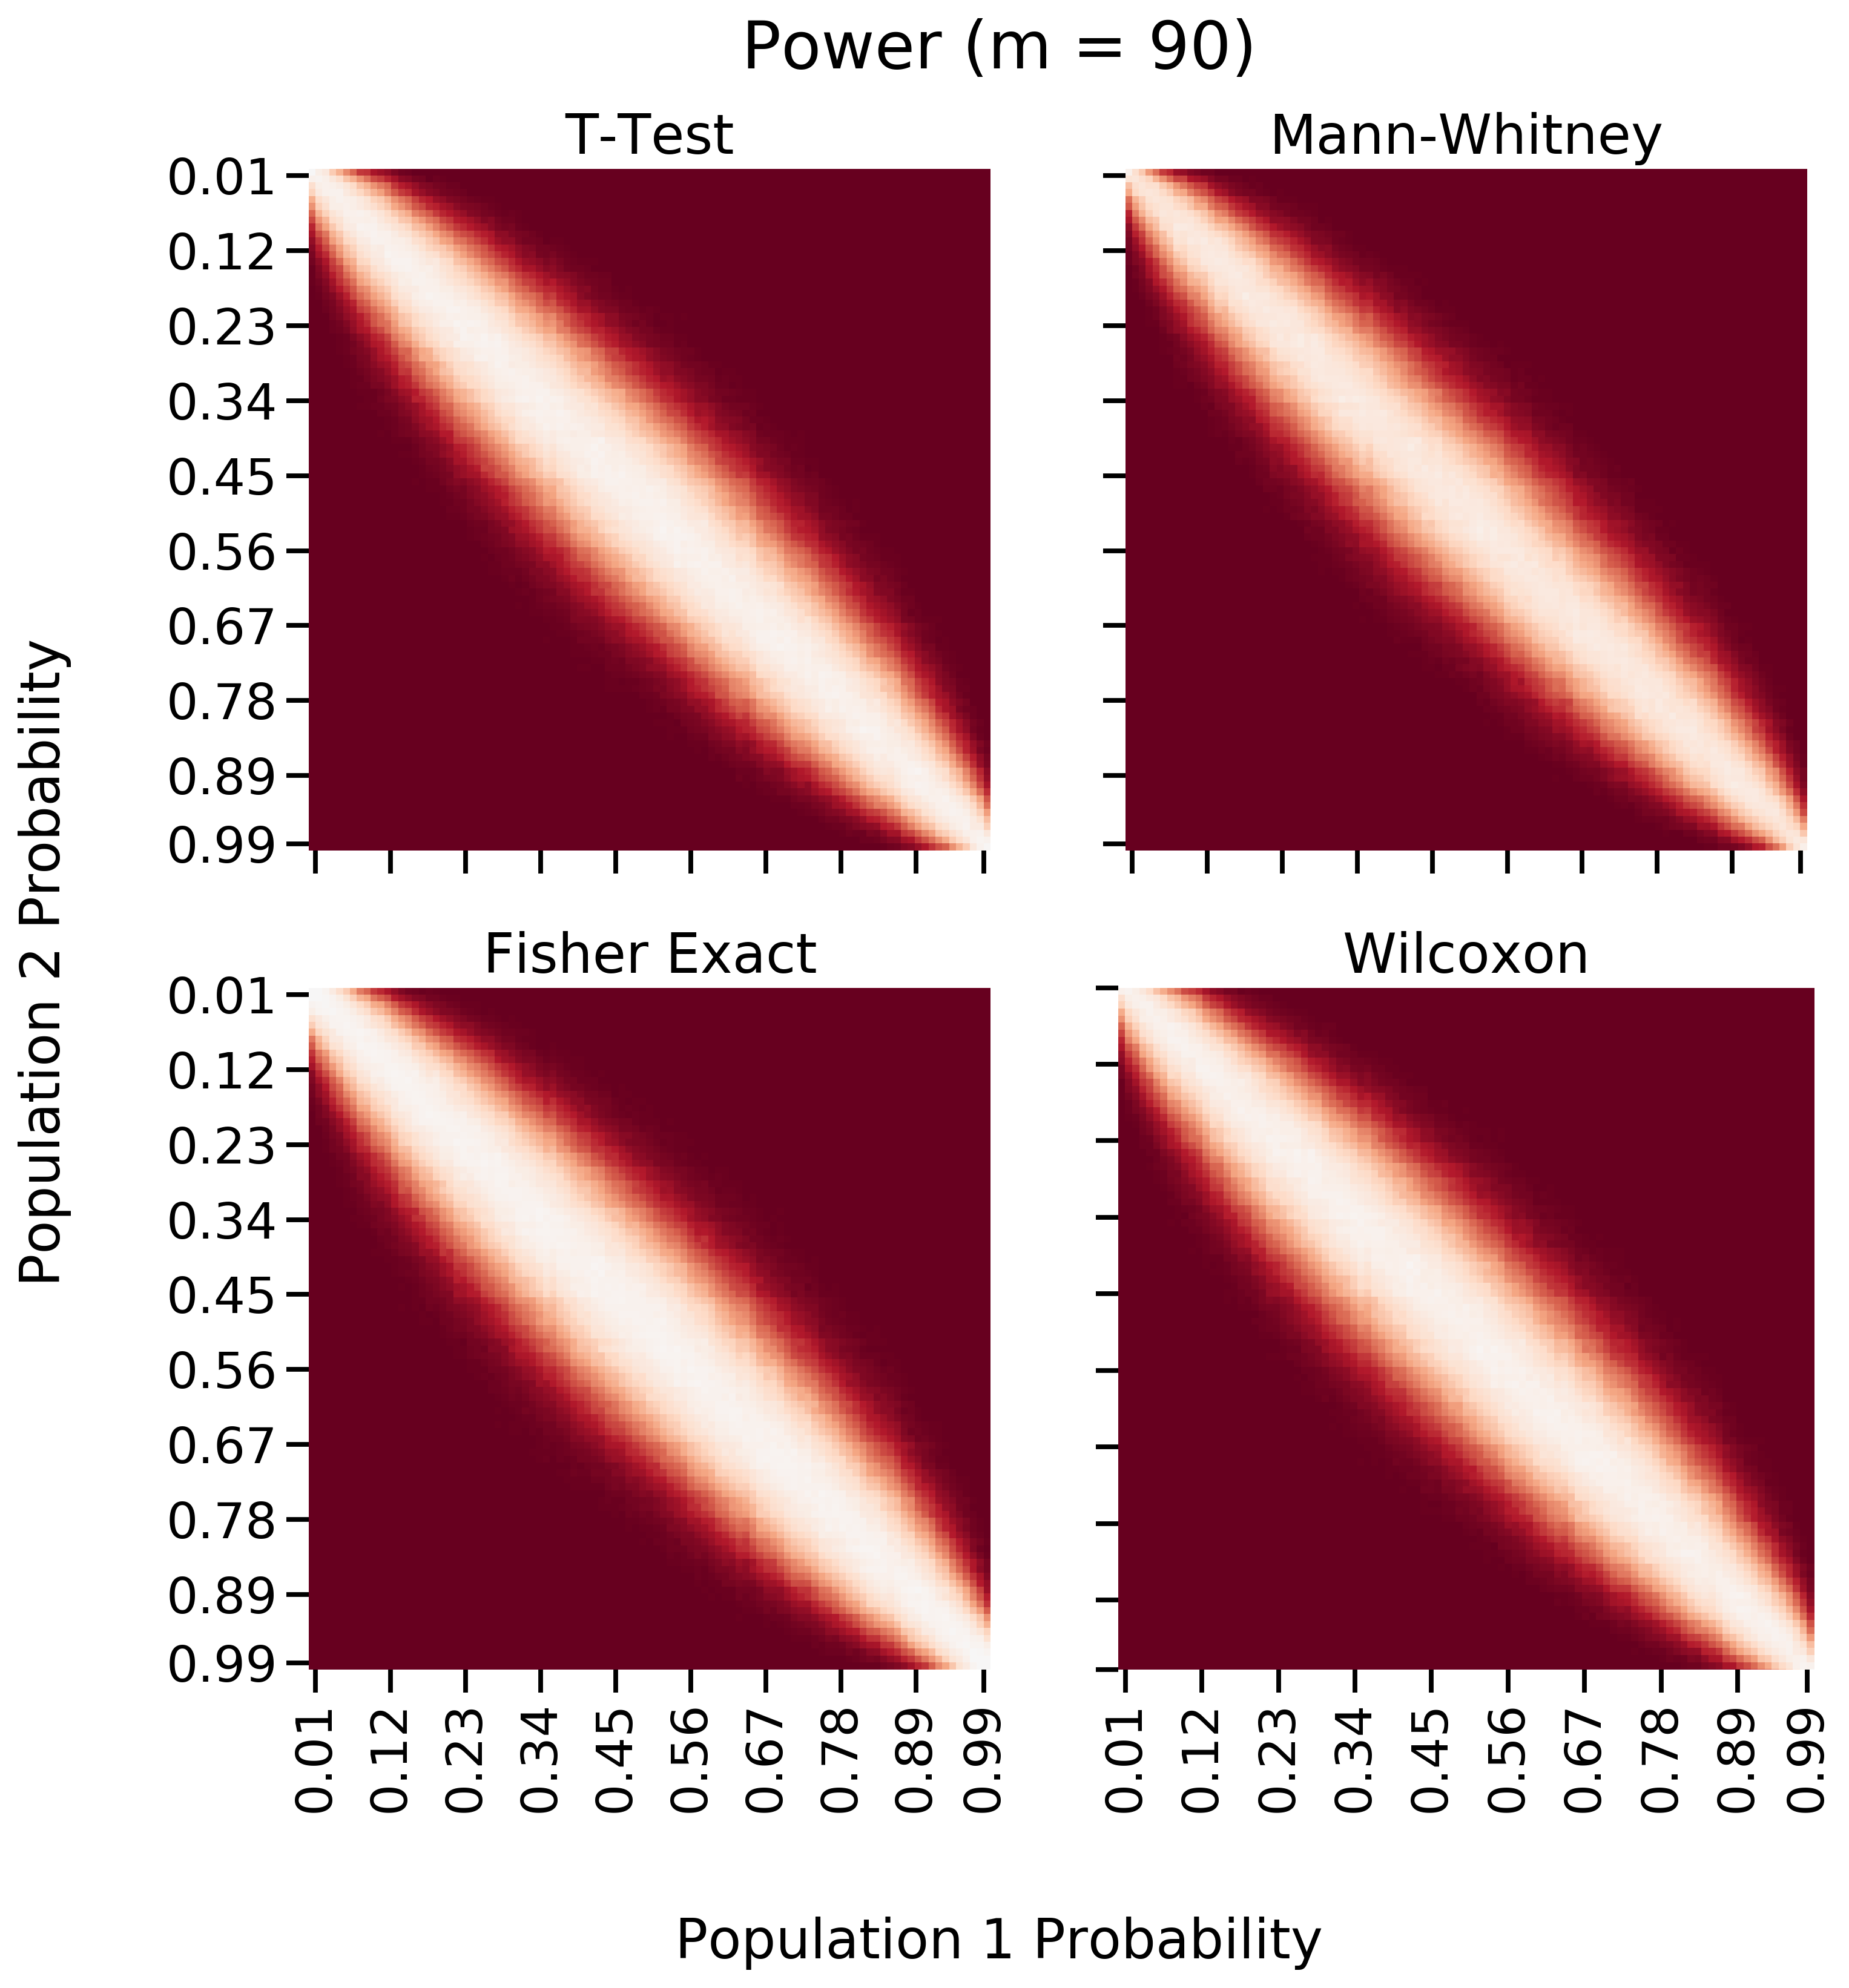 Power (m = 90)
T-Test
Mann-Whitney
0.01
0.12
0.23
0.34
0.45
0.56
0.67
0.78
0.89
0.99
Population 2 Probability
Fisher Exact
Wilcoxon
0.01
0.12
0.23
0.34
0.45
0.56
0.67
0.78
0.89
0.99
0.01 0.12 0.23 0.34 0.45 0.56 0.67 0.78 0.89 0.99
0.01 0.12 0.23 0.34 0.45 0.56 0.67 0.78 0.89 0.99
Population 1 Probability